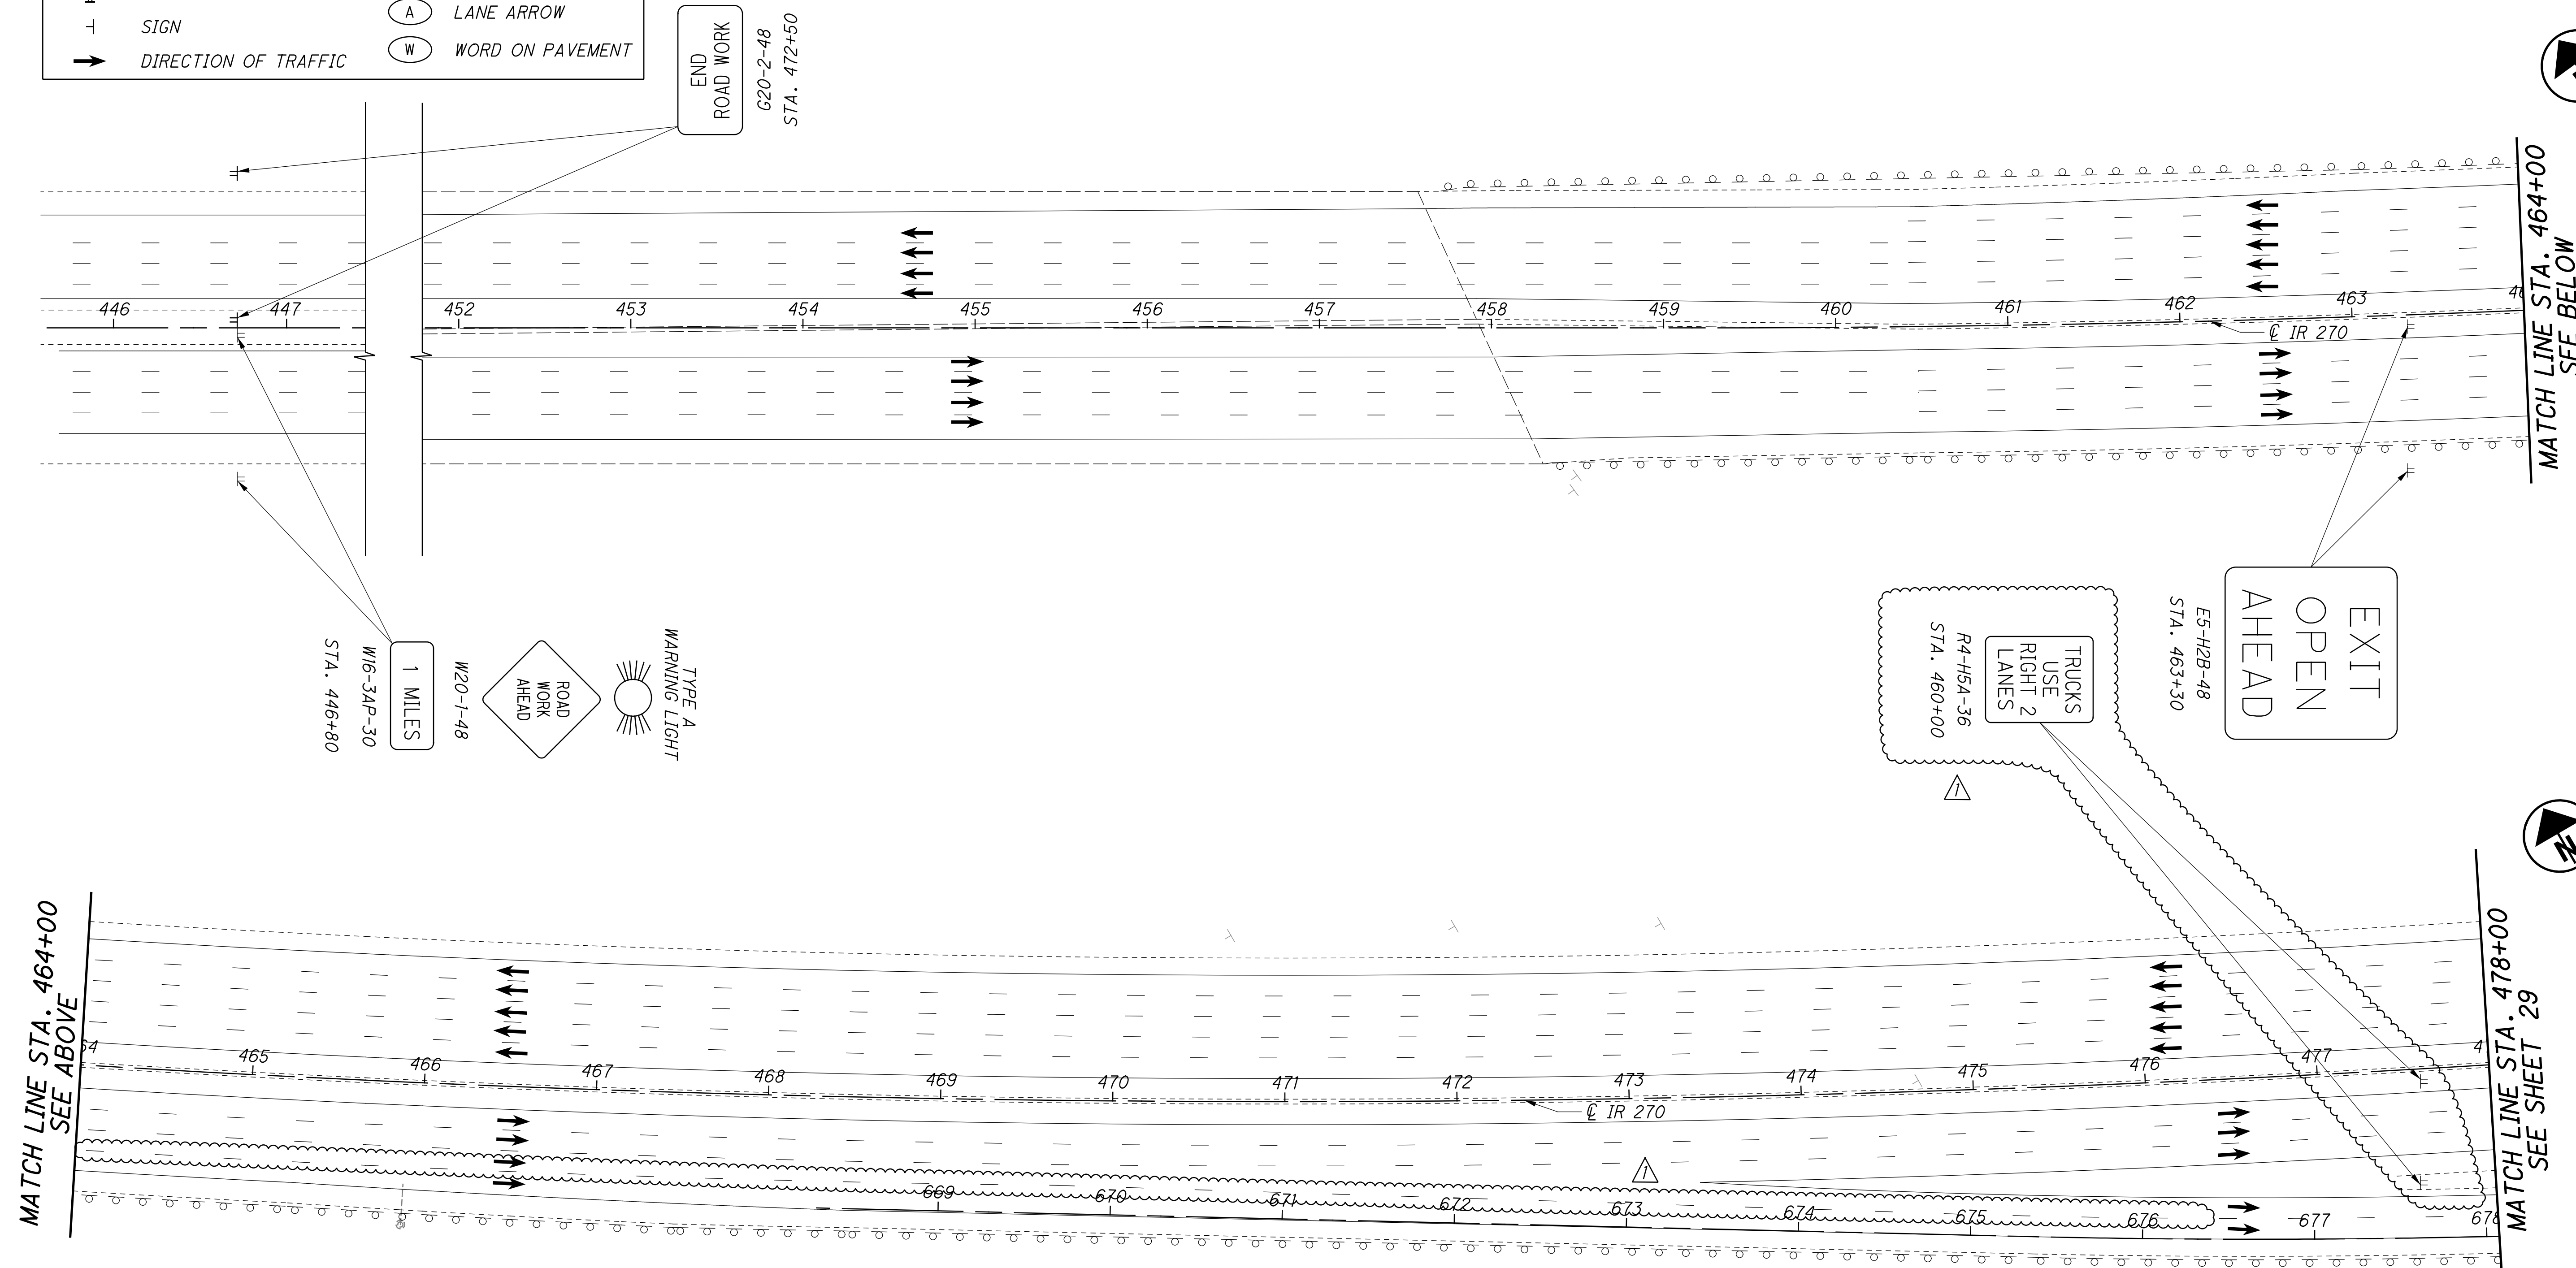 SIGN
DIRECTION OF TRAFFIC
A LANE ARROW
W WORD ON PAVEMENT
END
ROAD WORK
G20-2-48
STA. 472+50
446 447 452 453 454 455 456 457 458 459 460 461 462 463
℄ IR 270
MATCH LINE STA. 464+00
SEE BELOW
TYPE A
WARNING LIGHT
ROAD
WORK
AHEAD
W20-1-48
1 MILES
W16-3AP-30
STA. 446+80
EXIT
OPEN
AHEAD
E5-H2B-48
STA. 463+30
TRUCKS
USE
RIGHT 2
LANES
R4-H5A-36
STA. 460+00
1
MATCH LINE STA. 464+00
SEE ABOVE
465 466 467 468 469 470 471 472 473 474 475 476 477
℄ IR 270
1
669 670 671 672 673 674 675 676 677 678
MATCH LINE STA. 478+00
SEE SHEET 29
N